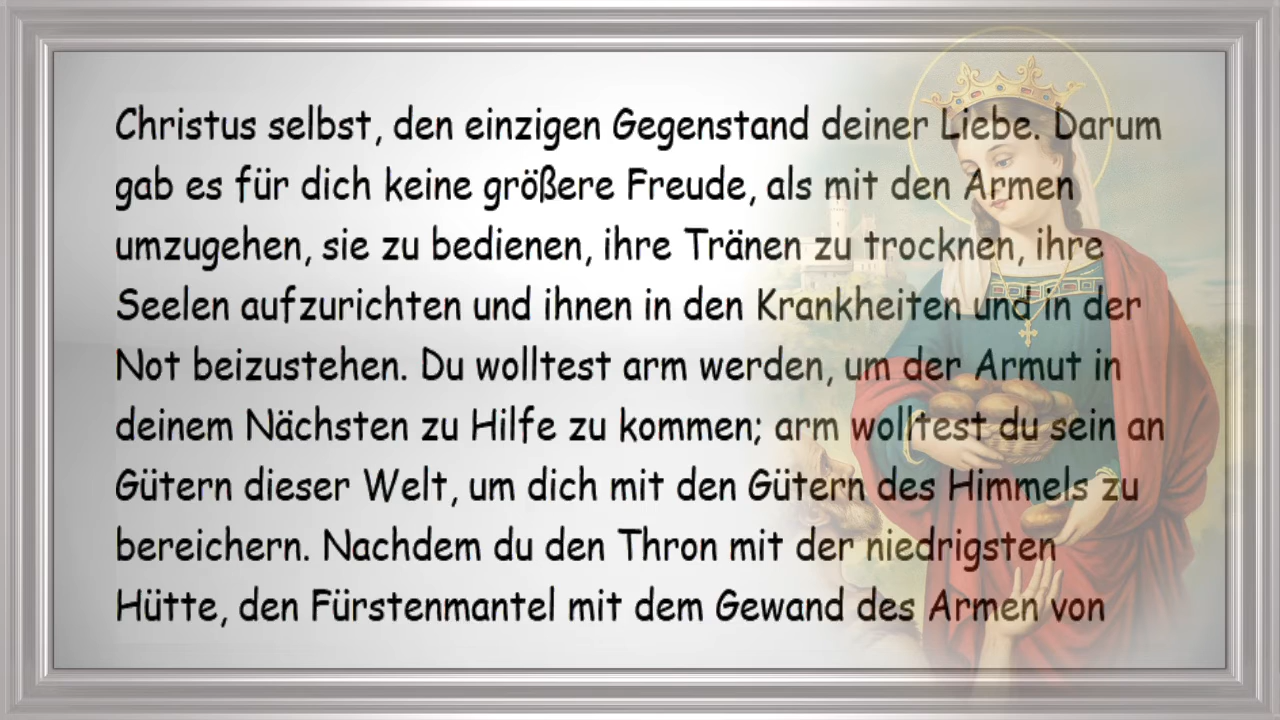 Christus selbst, den einzigen Gegenstand deiner Liebe. Darum
gab es für dich keine größere Freude, als mit den Armen
umzugehen, sie zu bedienen, ihre Tränen zu trocknen, ihre
Seelen aufzurichten und ihnen in den Krankheiten und in der
Not beizustehen. Du wolltest arm werden, um der Armut in
deinem Nächsten zu Hilfe zu kommen; arm wolltest du sein an
Gütern dieser Welt, um dich mit den Gütern des Himmels zu
bereichern. Nachdem du den Thron mit der niedrigsten
Hütte, den Fürstenmantel mit dem Gewand des Armen von